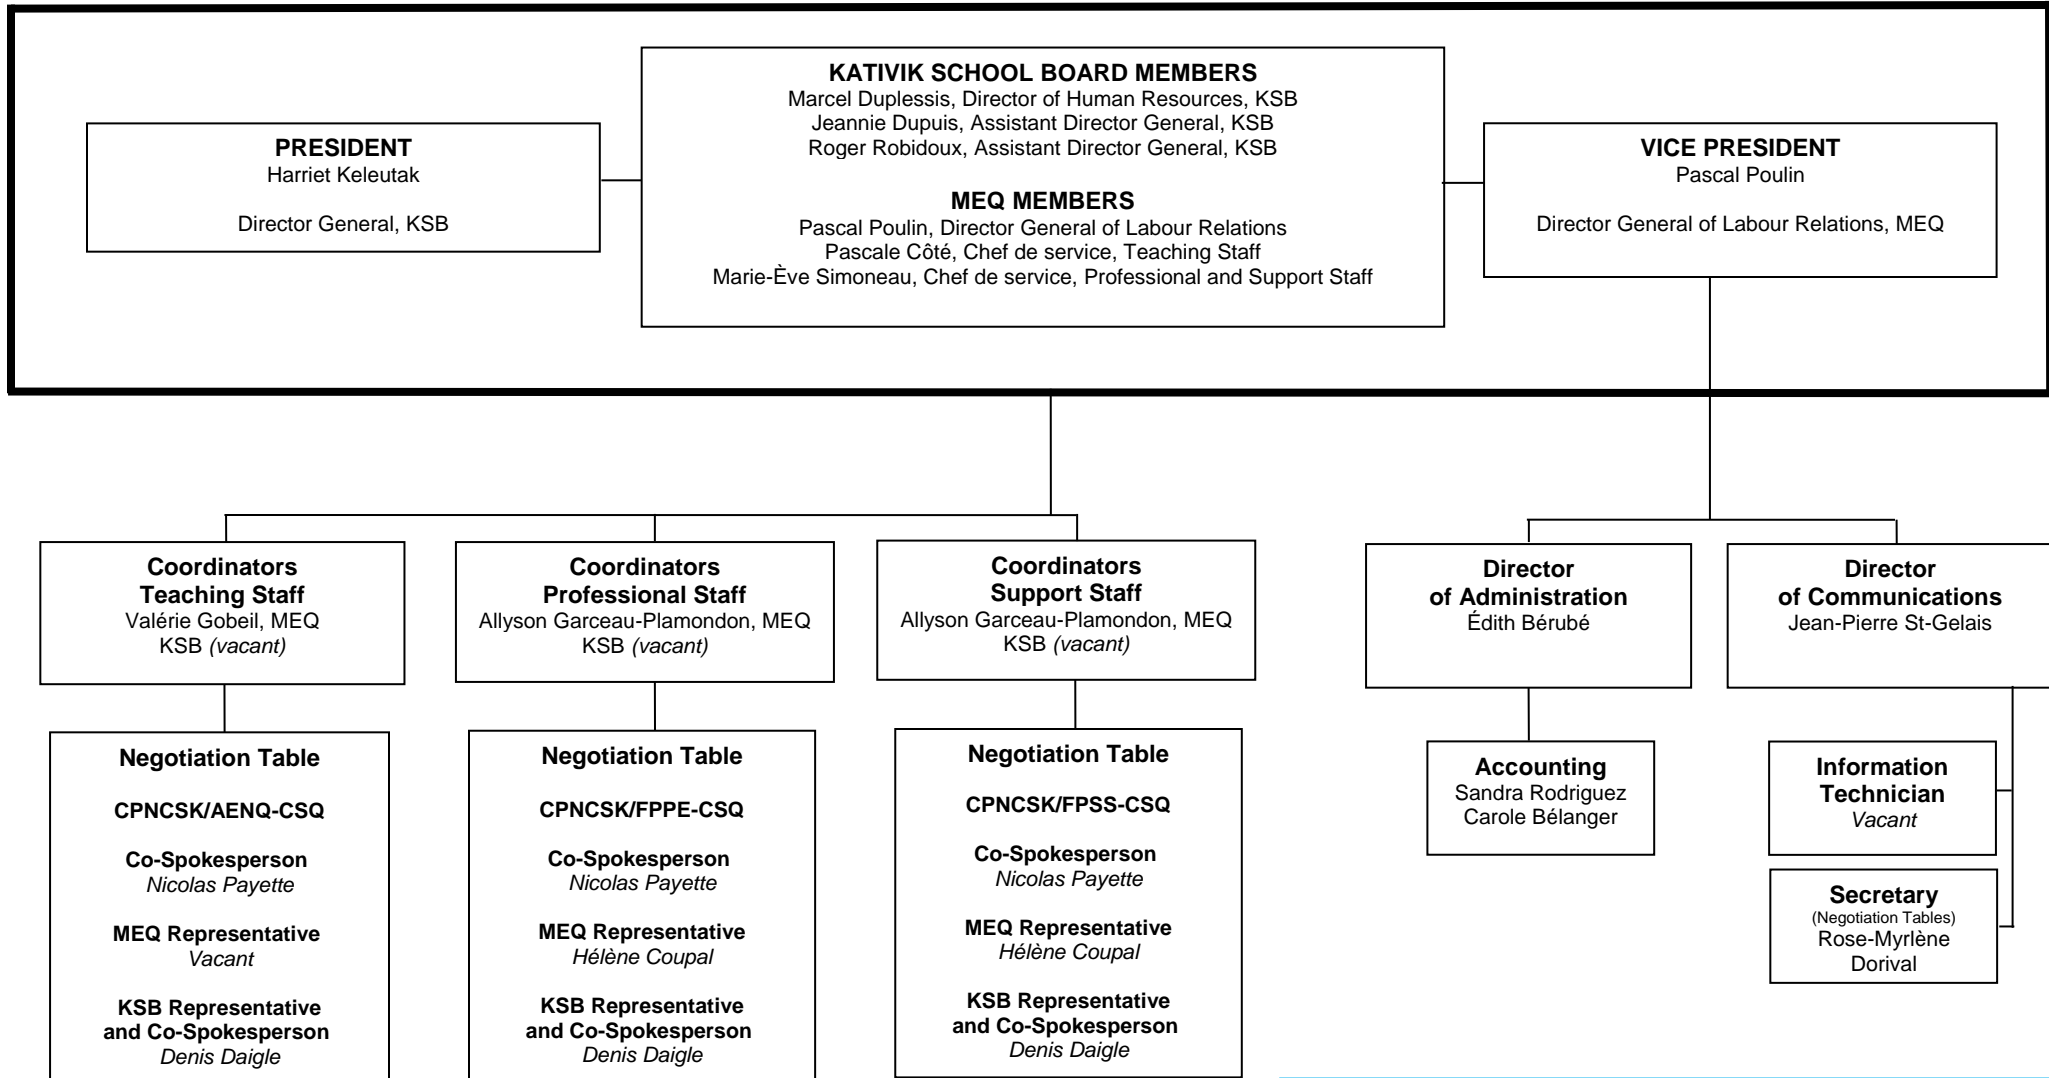 KATIVIK SCHOOL BOARD MEMBERS
Marcel Duplessis, Director of Human Resources, KSB
Jeannie Dupuis, Assistant Director General, KSB
Roger Robidoux, Assistant Director General, KSB
MEQ MEMBERS
Pascal Poulin, Director General of Labour Relations
Pascale Côté, Chef de service, Teaching Staff
Marie-Ève Simoneau, Chef de service, Professional and Support Staff
PRESIDENT
Harriet Keleutak
Director General, KSB
VICE PRESIDENT
Pascal Poulin
Director General of Labour Relations, MEQ
Coordinators
Teaching Staff
Valérie Gobeil, MEQ
KSB (vacant)
Coordinators
Professional Staff
Allyson Garceau-Plamondon, MEQ
KSB (vacant)
Coordinators
Support Staff
Allyson Garceau-Plamondon, MEQ
KSB (vacant)
Director
of Administration
Édith Bérubé
Director
of Communications
Jean-Pierre St-Gelais
Negotiation Table
CPNCSK/AENQ-CSQ
Co-Spokesperson
Nicolas Payette
MEQ Representative
Vacant
KSB Representative
and Co-Spokesperson
Denis Daigle
Negotiation Table
CPNCSK/FPPE-CSQ
Co-Spokesperson
Nicolas Payette
MEQ Representative
Hélène Coupal
KSB Representative
and Co-Spokesperson
Denis Daigle
Negotiation Table
CPNCSK/FPSS-CSQ
Co-Spokesperson
Nicolas Payette
MEQ Representative
Hélène Coupal
KSB Representative
and Co-Spokesperson
Denis Daigle
Accounting
Sandra Rodriguez
Carole Bélanger
Information
Technician
Vacant
Secretary
(Negotiation Tables)
Rose-Myrlène
Dorival